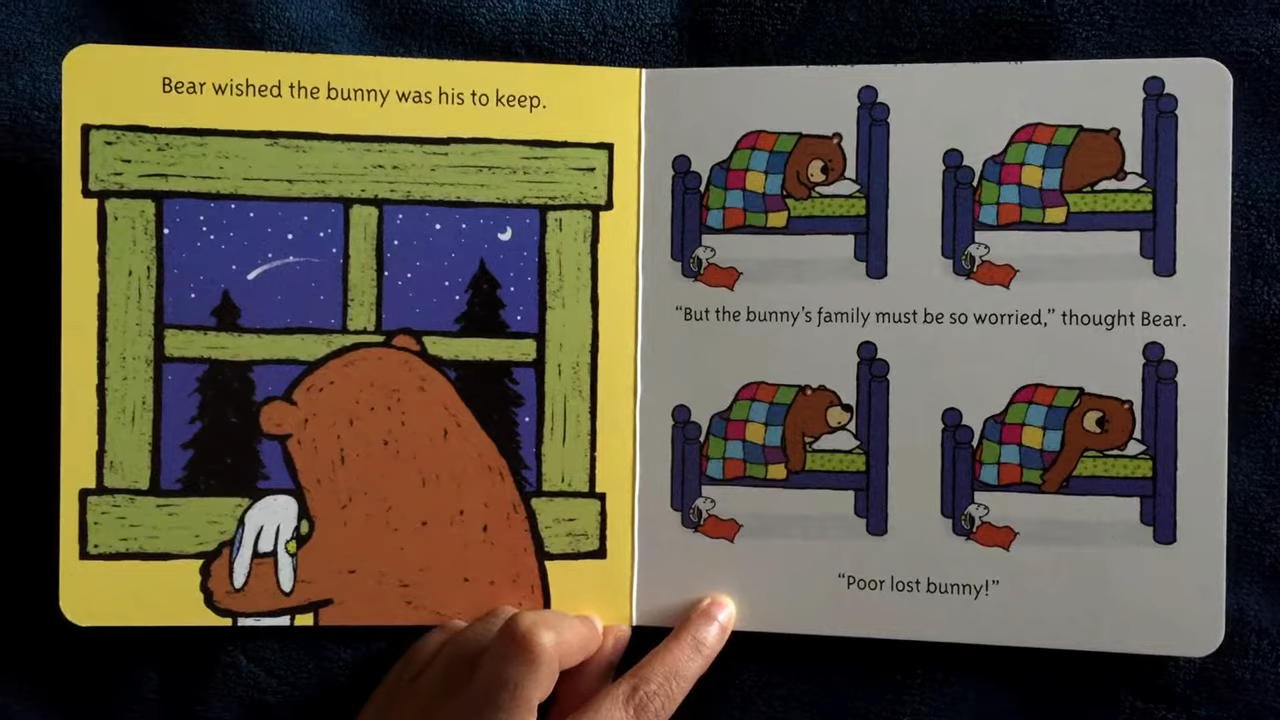 Bear wished the bunny was his to keep.
“But the bunny’s family must be so worried,” thought Bear.
“Poor lost bunny!”